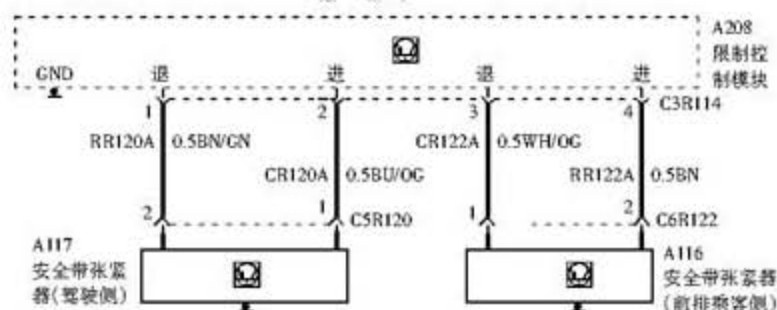 A208
限制控
制模块
GND 退 进 退 进
1 2 3 4 C3R114
RR120A 0.5BN/GN CR122A 0.5WH/OG
CR120A 0.5BU/OG RR122A 0.5BN
2 1 C5R120 1 2 C6R122
A117
安全带张紧
器(驾驶侧)
A116
安全带张紧器
(前排乘客侧)